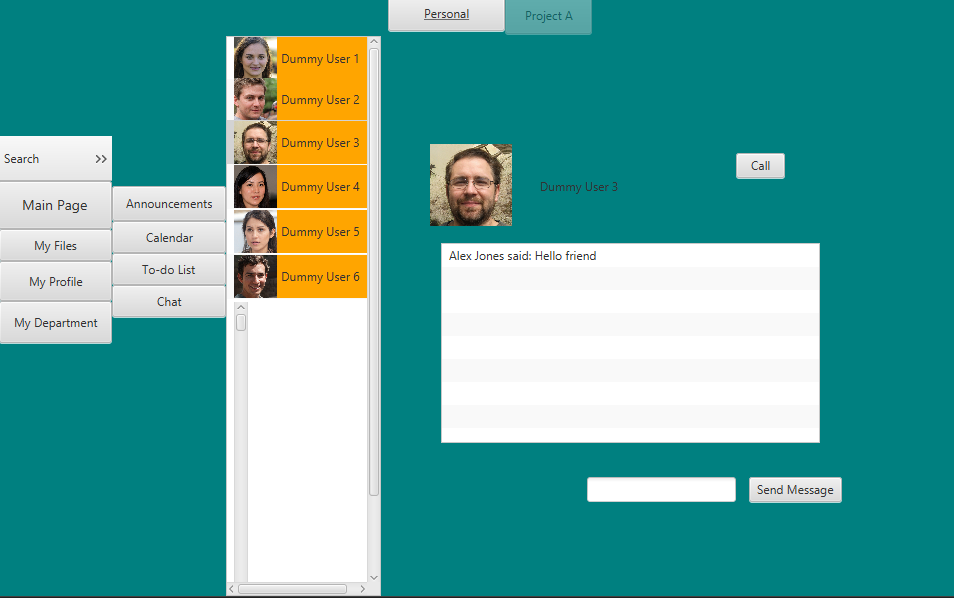 Personal
Project A
Dummy User 1
Dummy User 2
Dummy User 3
Dummy User 4
Dummy User 5
Dummy User 6
Search >>
Main Page
My Files
My Profile
My Department
Announcements
Calendar
To-do List
Chat
Dummy User 3
Call
Alex Jones said: Hello friend
Send Message